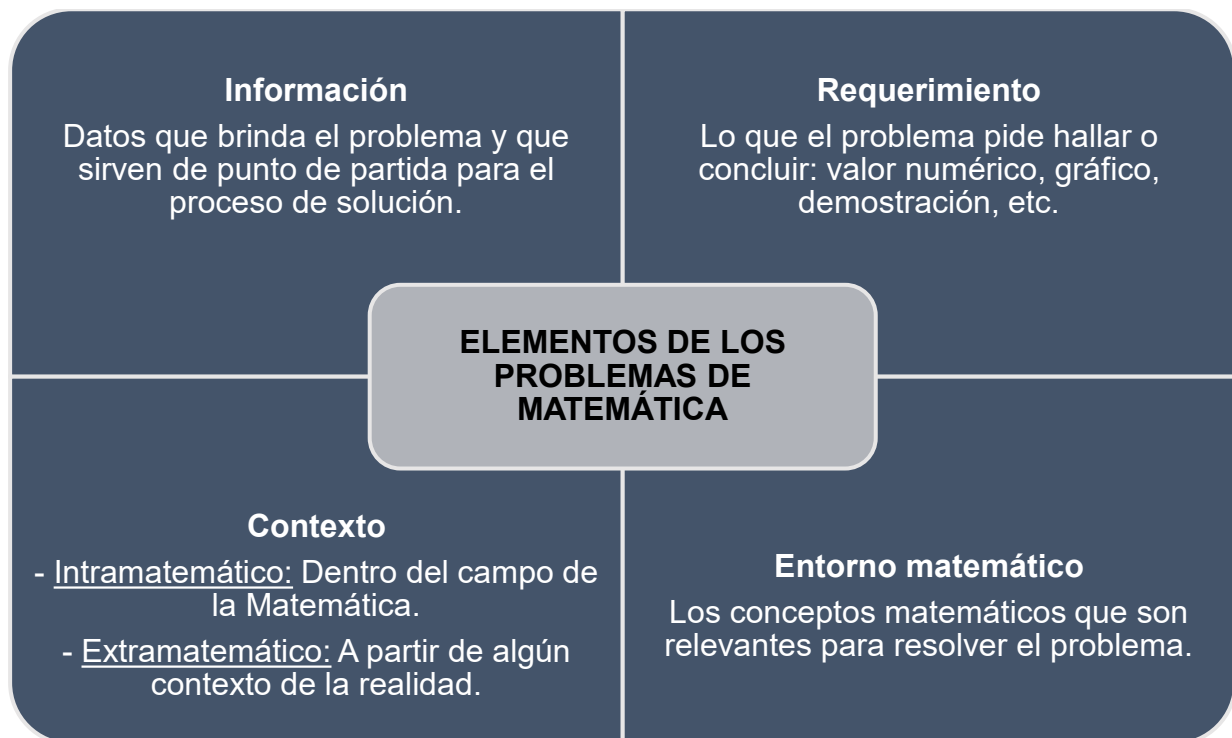 Información
Datos que brinda el problema y que
sirven de punto de partida para el
proceso de solución.
Requerimiento
Lo que el problema pide hallar o
concluir: valor numérico, gráfico,
demostración, etc.
ELEMENTOS DE LOS
PROBLEMAS DE
MATEMÁTICA
Contexto
- Intramatemático: Dentro del campo de
la Matemática.
- Extramatemático: A partir de algún
contexto de la realidad.
Entorno matemático
Los conceptos matemáticos que son
relevantes para resolver el problema.